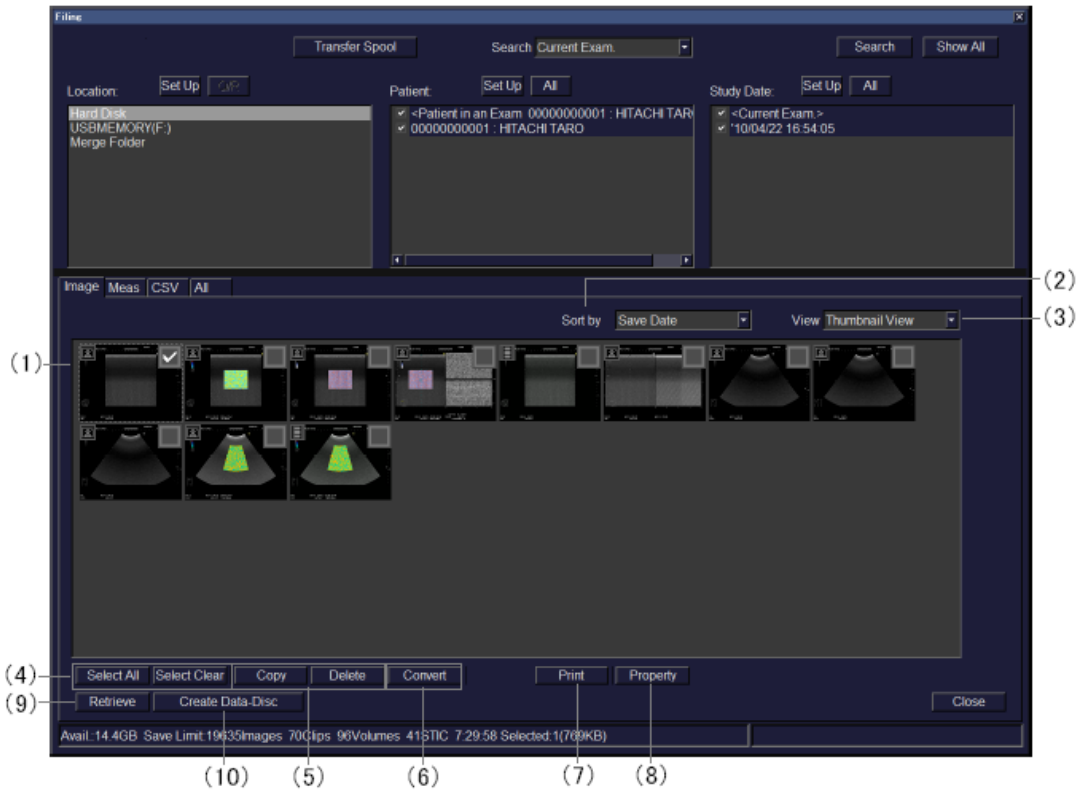 Filing
Transfer Spool Search Current Exam. Search Show All
Location: Set Up Patient: Set Up All Study Date: Set Up All
Hard Disk
USBMEMORY(F:)
Merge Folder
<Patient in an Exam 00000000001 : HITACHI TAR
00000000001 : HITACHI TARO
<Current Exam.>
'10/04/22 16:54:05
Image Meas CSV All
(2)
Sort by Save Date View Thumbnail View (3)
(1)
(4) Select All Select Clear Copy Delete Convert Print Property
(9) Retrieve Create Data-Disc Close
Avail.:14.4GB Save Limit:19635Images 70Clips 96Volumes 41STIC 7:29:58 Selected:1(769KB)
(10) (5) (6) (7) (8)